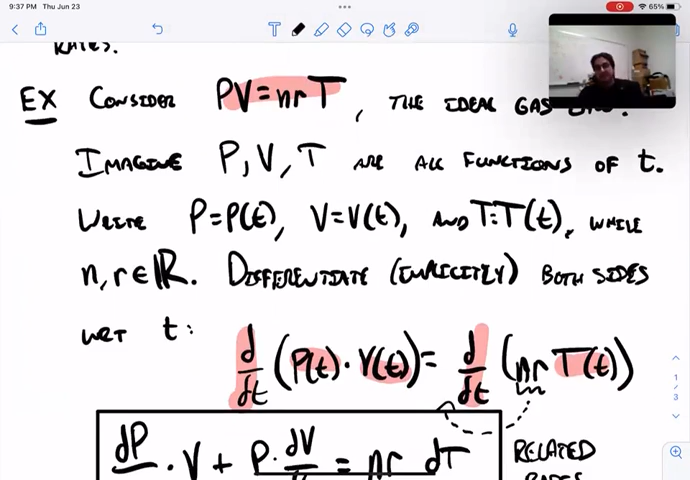 9:37 PM Thu Jun 23
65%
RATES.
EX CONSIDER PV=nrT, THE IDEAL GAS
IMAGINE P, V, T ARE ALL FUNCTIONS OF t.
WRITE P=P(t), V=V(t), AND T=T(t), WHILE
n, r ∈ ℝ. DIFFERENTIATE (IMPLICITLY) BOTH SIDES
WRT t:
d/dt (P(t) · V(t)) = d/dt (nr T(t))
dP · V + P · dV = nr dT
RELATED
RATES
1
/
3